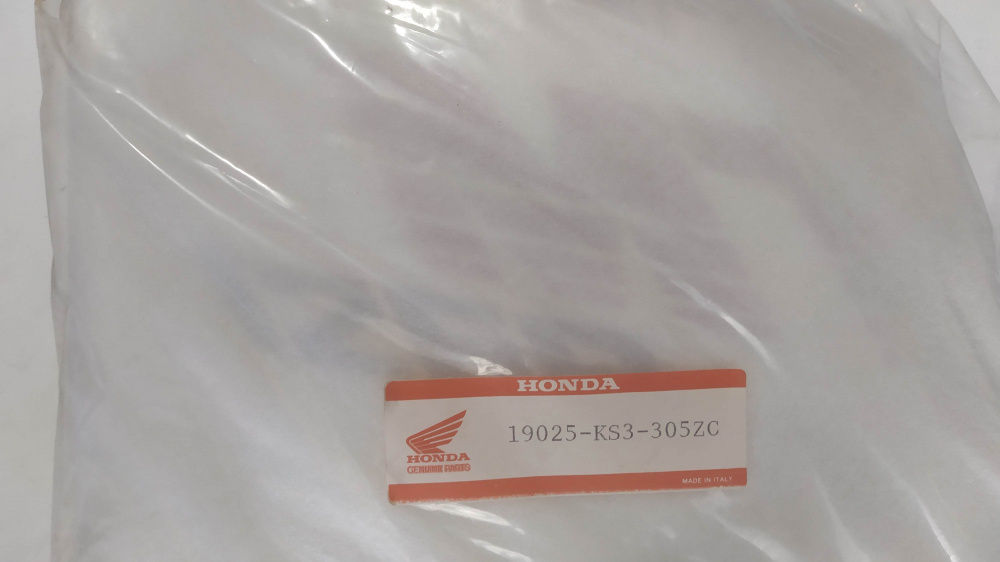 HONDA
19025-KS3-305ZC
HONDA
GENUINE PARTS
MADE IN ITALY